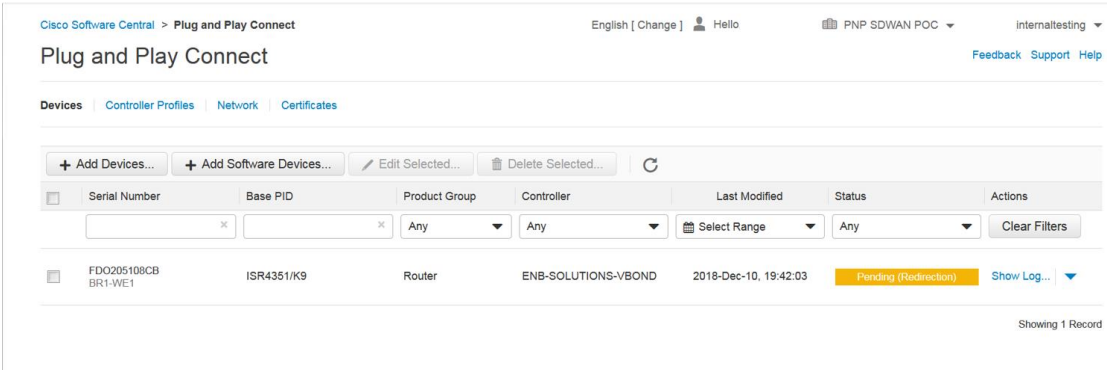 Cisco Software Central > Plug and Play Connect English [ Change ] Hello PNP SDWAN POC internaltesting
Plug and Play Connect Feedback Support Help
Devices Controller Profiles Network Certificates
+ Add Devices... + Add Software Devices... Edit Selected... Delete Selected...
Serial Number Base PID Product Group Controller Last Modified Status Actions
× × Any Any Select Range Any Clear Filters
FDO205108CB ISR4351/K9 Router ENB-SOLUTIONS-VBOND 2018-Dec-10, 19:42:03 Pending (Redirection) Show Log...
BR1-WE1
Showing 1 Record